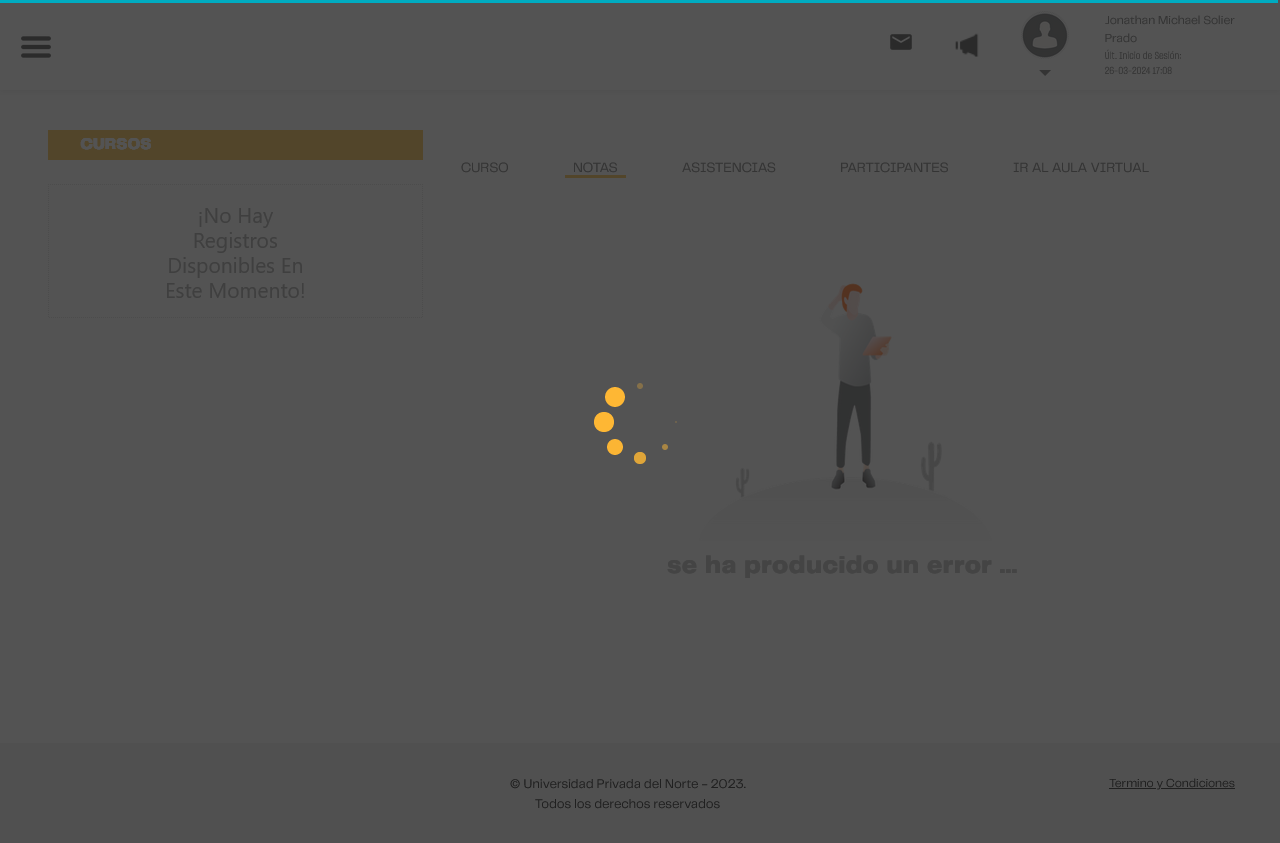 Jonathan Michael Solier
Prado
Últ. Inicio de Sesión:
26-03-2024 17:08
CURSOS
CURSO
NOTAS
ASISTENCIAS
PARTICIPANTES
IR AL AULA VIRTUAL
¡No Hay
Registros
Disponibles En
Este Momento!
se ha producido un error ...
© Universidad Privada del Norte - 2023.
Todos los derechos reservados
Termino y Condiciones